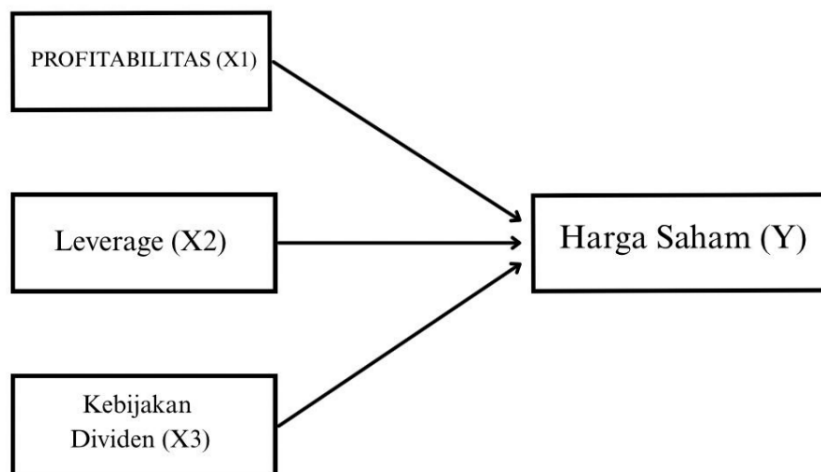 PROFITABILITAS (X1)
Leverage (X2)
Harga Saham (Y)
Kebijakan
Dividen (X3)